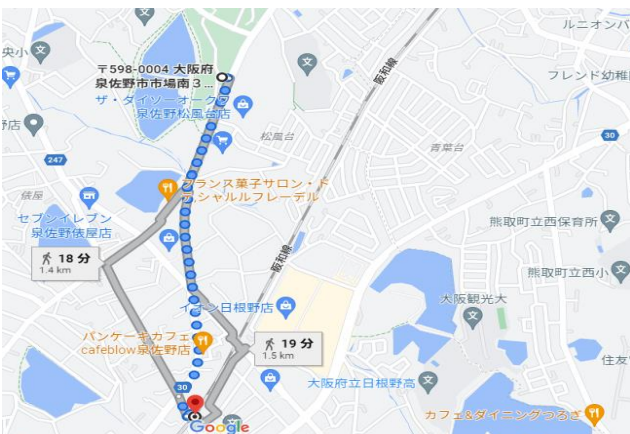 ルニオンバ
央小
〒598-0004 大阪府
泉佐野市市場南３...
阪和線
フレンド幼稚
ザ・ダイソーオークワ
泉佐野松風台店
野店
松風台
青葉台
30
247
フランス菓子サロン・ド
アシャルルフレーデル
俵屋
セブンイレブン
泉佐野俵屋店
熊取町立西保育所
18 分
1.4 km
阪和線
熊取町立西小
イオン日根野店
大阪観光大
パンケーキカフェ
cafeblow泉佐野店
19 分
1.5 km
住友
30
大阪府立日根野高
カフェ&ダイニングつろぎ
Google